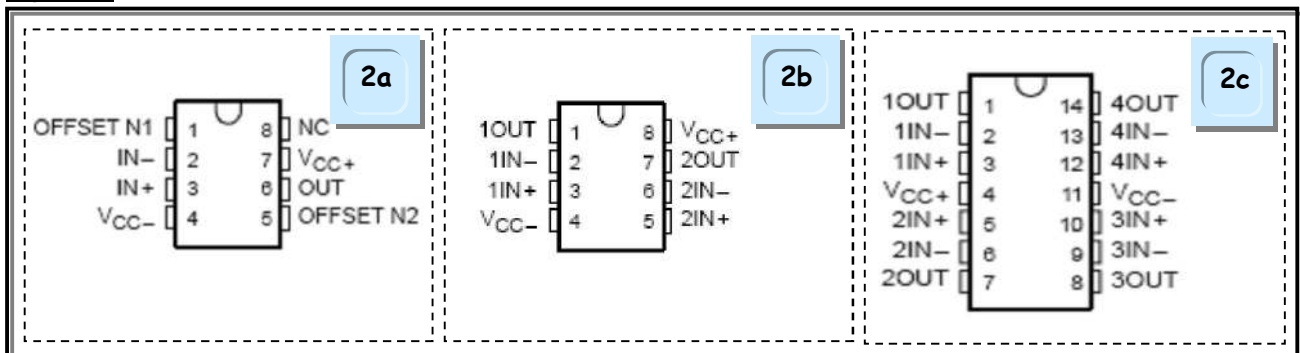 2a
OFFSET N1 1 8 NC
IN− 2 7 VCC+
IN+ 3 6 OUT
VCC− 4 5 OFFSET N2
2b
1OUT 1 8 VCC+
1IN− 2 7 2OUT
1IN+ 3 6 2IN−
VCC− 4 5 2IN+
2c
1OUT 1 14 4OUT
1IN− 2 13 4IN−
1IN+ 3 12 4IN+
VCC+ 4 11 VCC−
2IN+ 5 10 3IN+
2IN− 6 9 3IN−
2OUT 7 8 3OUT